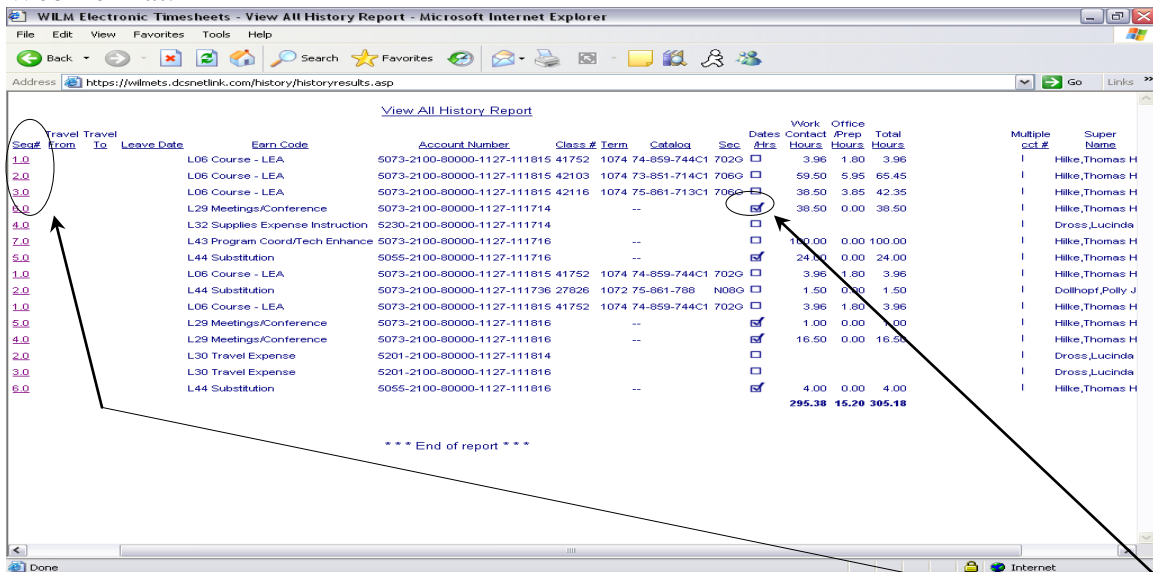 WILM Electronic Timesheets - View All History Report - Microsoft Internet Explorer
File Edit View Favorites Tools Help
Back Search Favorites
Address https://wilmets.dcsnetlink.com/history/historyresults.asp Go Links »
View All History Report
Work Office
Travel Travel Dates Contact /Prep Total Multiple Super
Seq# From To Leave Date Earn Code Account Number Class # Term Catalog Sec /Hrs Hours Hours Hours cct # Name
1.0 L06 Course - LEA 5073-2100-80000-1127-111815 41752 1074 74-859-744C1 702G 3.96 1.80 3.96 Hilke,Thomas H
2.0 L06 Course - LEA 5073-2100-80000-1127-111815 42103 1074 73-851-714C1 706G 59.50 5.95 65.45 Hilke,Thomas H
3.0 L06 Course - LEA 5073-2100-80000-1127-111815 42116 1074 75-861-713C1 706G 38.50 3.85 42.35 Hilke,Thomas H
6.0 L29 Meetings/Conference 5073-2100-80000-1127-111714 -- 38.50 0.00 38.50 Hilke,Thomas H
4.0 L32 Supplies Expense Instruction 5230-2100-80000-1127-111714 Dross,Lucinda
7.0 L43 Program Coord/Tech Enhance 5073-2100-80000-1127-111716 -- 100.00 0.00 100.00 Hilke,Thomas H
5.0 L44 Substitution 5055-2100-80000-1127-111716 -- 24.00 0.00 24.00 Hilke,Thomas H
1.0 L06 Course - LEA 5073-2100-80000-1127-111815 41752 1074 74-859-744C1 702G 3.96 1.80 3.96 Hilke,Thomas H
2.0 L44 Substitution 5073-2100-80000-1127-111736 27826 1072 75-861-788 N08G 1.50 0.00 1.50 Dollhopf,Polly J
1.0 L06 Course - LEA 5073-2100-80000-1127-111815 41752 1074 74-859-744C1 702G 3.96 1.80 3.96 Hilke,Thomas H
5.0 L29 Meetings/Conference 5073-2100-80000-1127-111816 -- 1.00 0.00 1.00 Hilke,Thomas H
4.0 L29 Meetings/Conference 5073-2100-80000-1127-111816 -- 16.50 0.00 16.50 Hilke,Thomas H
2.0 L30 Travel Expense 5201-2100-80000-1127-111814 Dross,Lucinda
3.0 L30 Travel Expense 5201-2100-80000-1127-111816 Dross,Lucinda
6.0 L44 Substitution 5055-2100-80000-1127-111816 -- 4.00 0.00 4.00 Hilke,Thomas H
295.38 15.20 305.18
* * * End of report * * *
Done Internet